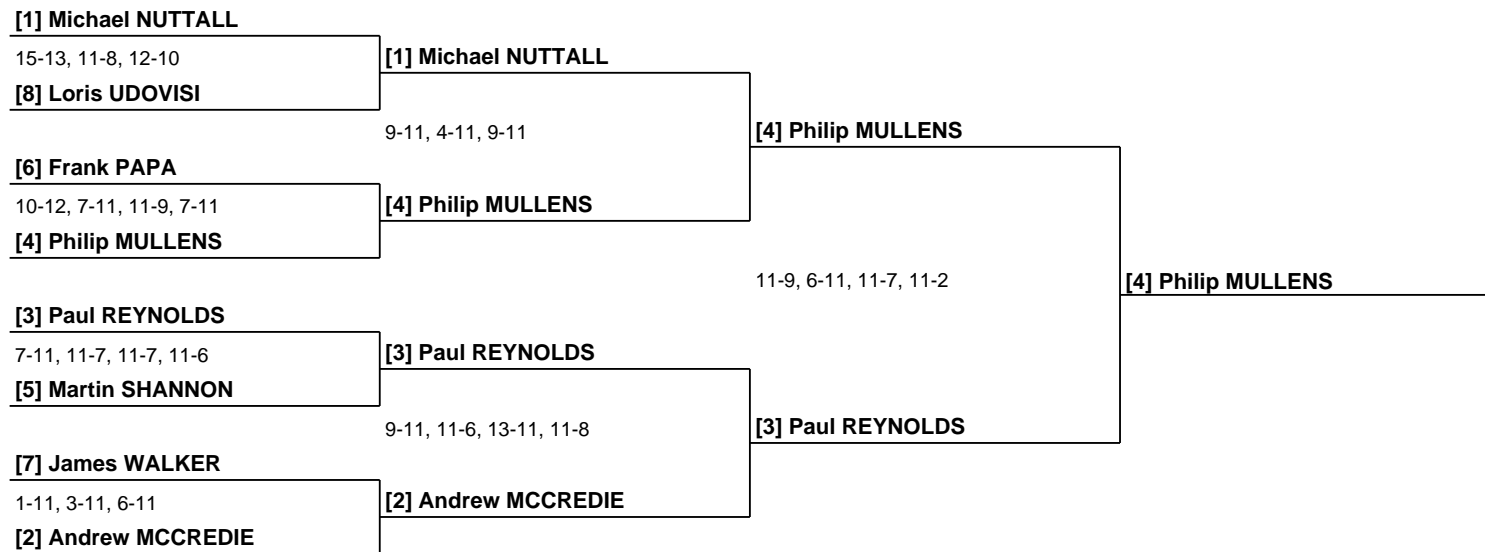 [1] Michael NUTTALL
15-13, 11-8, 12-10
[1] Michael NUTTALL
[8] Loris UDOVISI
9-11, 4-11, 9-11
[4] Philip MULLENS
[6] Frank PAPA
10-12, 7-11, 11-9, 7-11
[4] Philip MULLENS
[4] Philip MULLENS
11-9, 6-11, 11-7, 11-2
[4] Philip MULLENS
[3] Paul REYNOLDS
7-11, 11-7, 11-7, 11-6
[3] Paul REYNOLDS
[5] Martin SHANNON
9-11, 11-6, 13-11, 11-8
[3] Paul REYNOLDS
[7] James WALKER
1-11, 3-11, 6-11
[2] Andrew MCCREDIE
[2] Andrew MCCREDIE